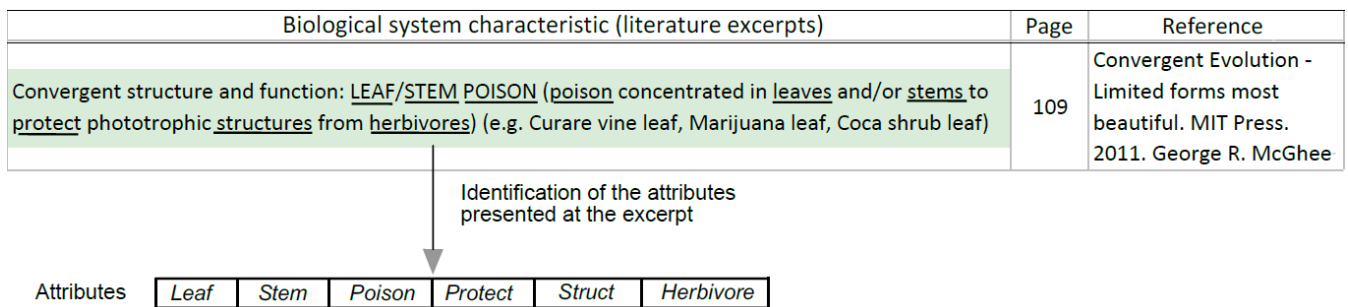 Biological system characteristic (literature excerpts) Page Reference
Convergent structure and function: LEAF/STEM POISON (poison concentrated in leaves and/or stems to
protect phototrophic structures from herbivores) (e.g. Curare vine leaf, Marijuana leaf, Coca shrub leaf)
109
Convergent Evolution -
Limited forms most
beautiful. MIT Press.
2011. George R. McGhee
Identification of the attributes
presented at the excerpt
Attributes Leaf Stem Poison Protect Struct Herbivore